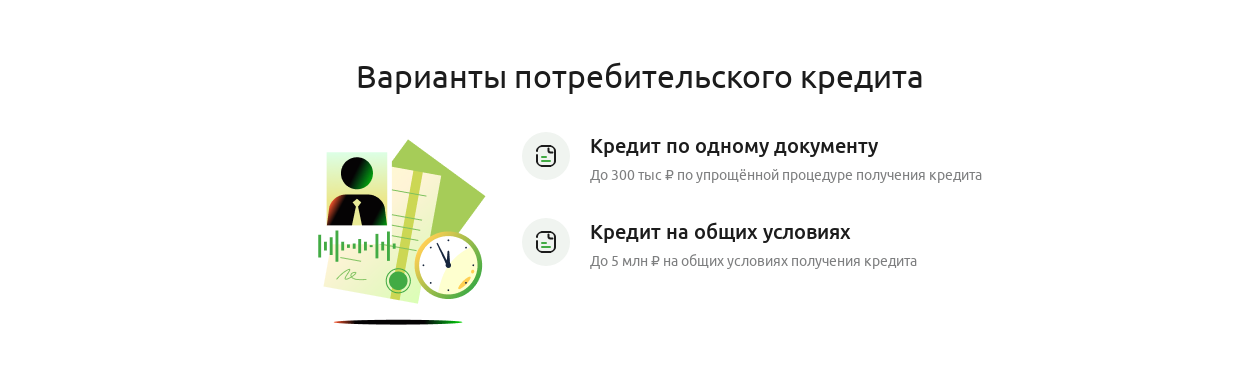 Варианты потребительского кредита
Кредит по одному документу
До 300 тыс ₽ по упрощённой процедуре получения кредита
Кредит на общих условиях
До 5 млн ₽ на общих условиях получения кредита